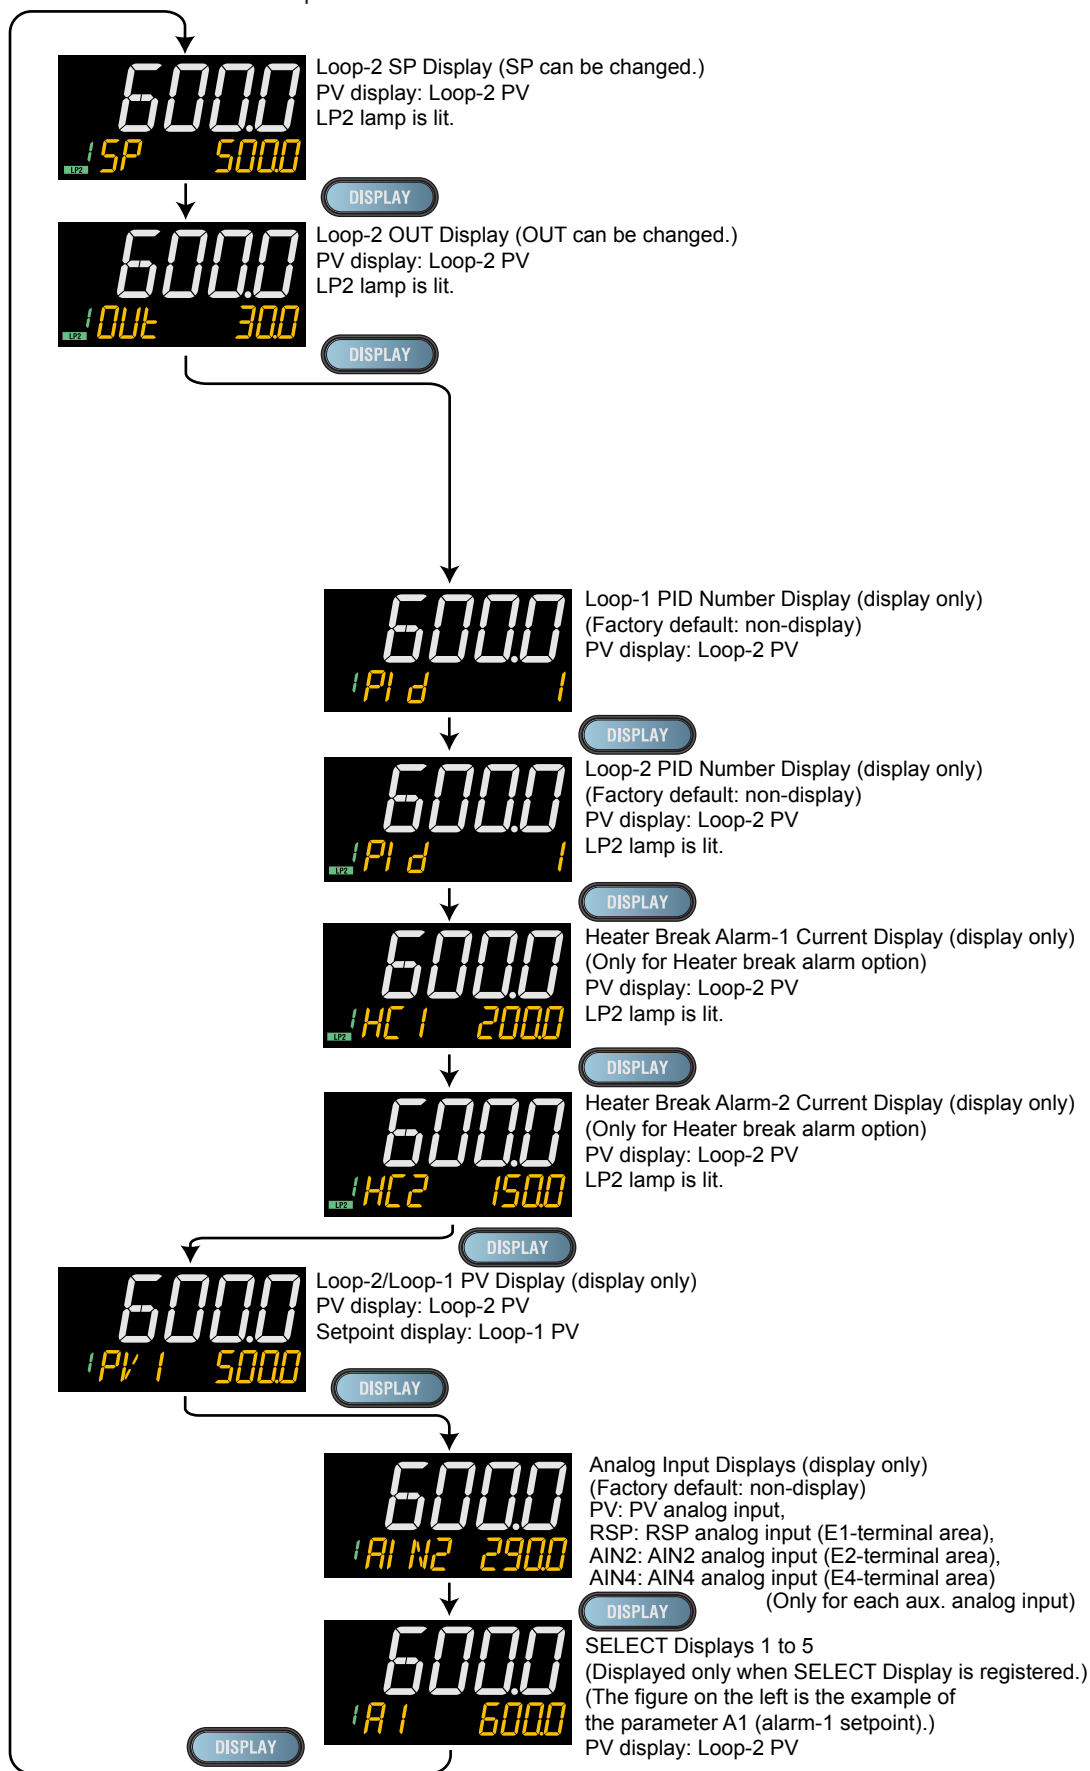 600.0
Loop-2 SP Display (SP can be changed.)
PV display: Loop-2 PV
LP2 lamp is lit.
LP2 1 SP 500.0
DISPLAY
600.0
Loop-2 OUT Display (OUT can be changed.)
PV display: Loop-2 PV
LP2 lamp is lit.
LP2 1 OUt 30.0
DISPLAY
600.0
Loop-1 PID Number Display (display only)
(Factory default: non-display)
PV display: Loop-2 PV
1 PId 1
DISPLAY
600.0
Loop-2 PID Number Display (display only)
(Factory default: non-display)
PV display: Loop-2 PV
LP2 lamp is lit.
LP2 1 PId 1
DISPLAY
600.0
Heater Break Alarm-1 Current Display (display only)
(Only for Heater break alarm option)
PV display: Loop-2 PV
LP2 lamp is lit.
LP2 1 HC1 200.0
DISPLAY
600.0
Heater Break Alarm-2 Current Display (display only)
(Only for Heater break alarm option)
PV display: Loop-2 PV
LP2 lamp is lit.
LP2 1 HC2 150.0
DISPLAY
600.0
Loop-2/Loop-1 PV Display (display only)
PV display: Loop-2 PV
Setpoint display: Loop-1 PV
1 PV 1 500.0
DISPLAY
600.0
Analog Input Displays (display only)
(Factory default: non-display)
PV: PV analog input,
RSP: RSP analog input (E1-terminal area),
AIN2: AIN2 analog input (E2-terminal area),
AIN4: AIN4 analog input (E4-terminal area)
(Only for each aux. analog input)
1 AIN2 290.0
DISPLAY
600.0
SELECT Displays 1 to 5
(Displayed only when SELECT Display is registered.)
(The figure on the left is the example of
the parameter A1 (alarm-1 setpoint).)
PV display: Loop-2 PV
1 A1 600.0
DISPLAY